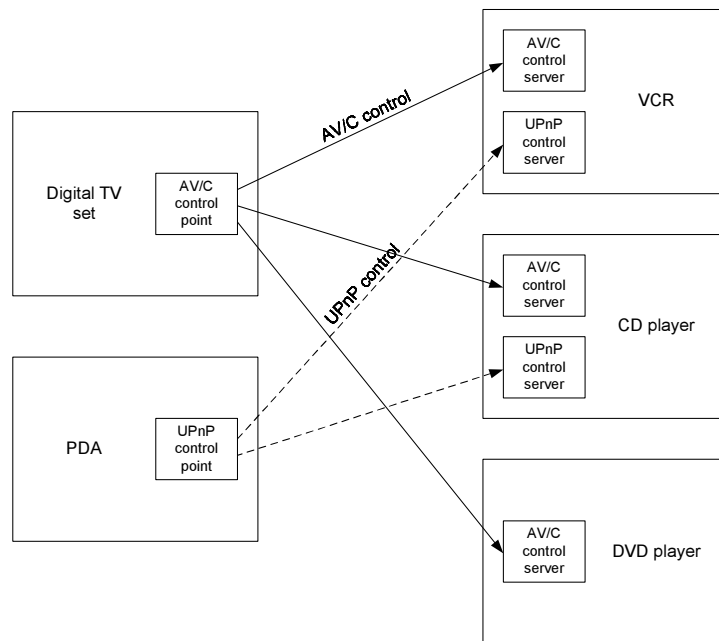 AV/C
control
server
VCR
UPnP
control
server
AV/C control
Digital TV
set
AV/C
control
point
UPnP control
AV/C
control
server
CD player
UPnP
control
server
PDA
UPnP
control
point
AV/C
control
server
DVD player